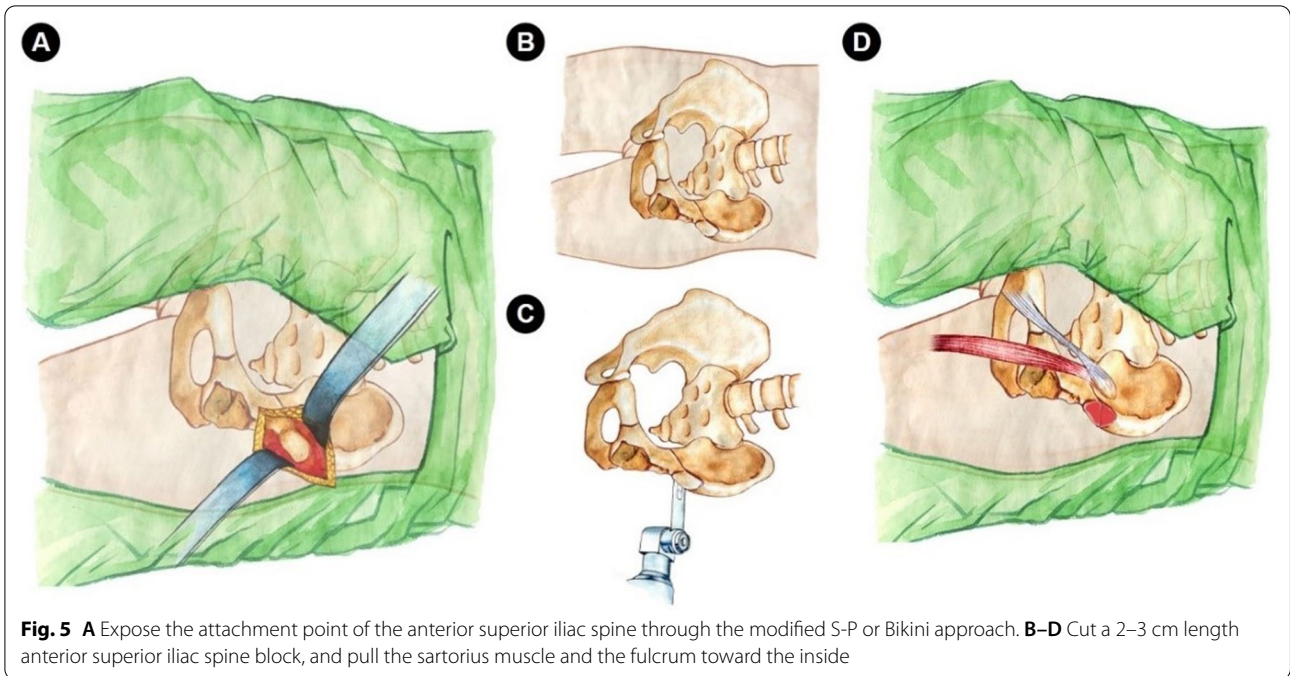 A
B
D
C
Fig. 5 A Expose the attachment point of the anterior superior iliac spine through the modified S-P or Bikini approach. B–D Cut a 2–3 cm length
anterior superior iliac spine block, and pull the sartorius muscle and the fulcrum toward the inside